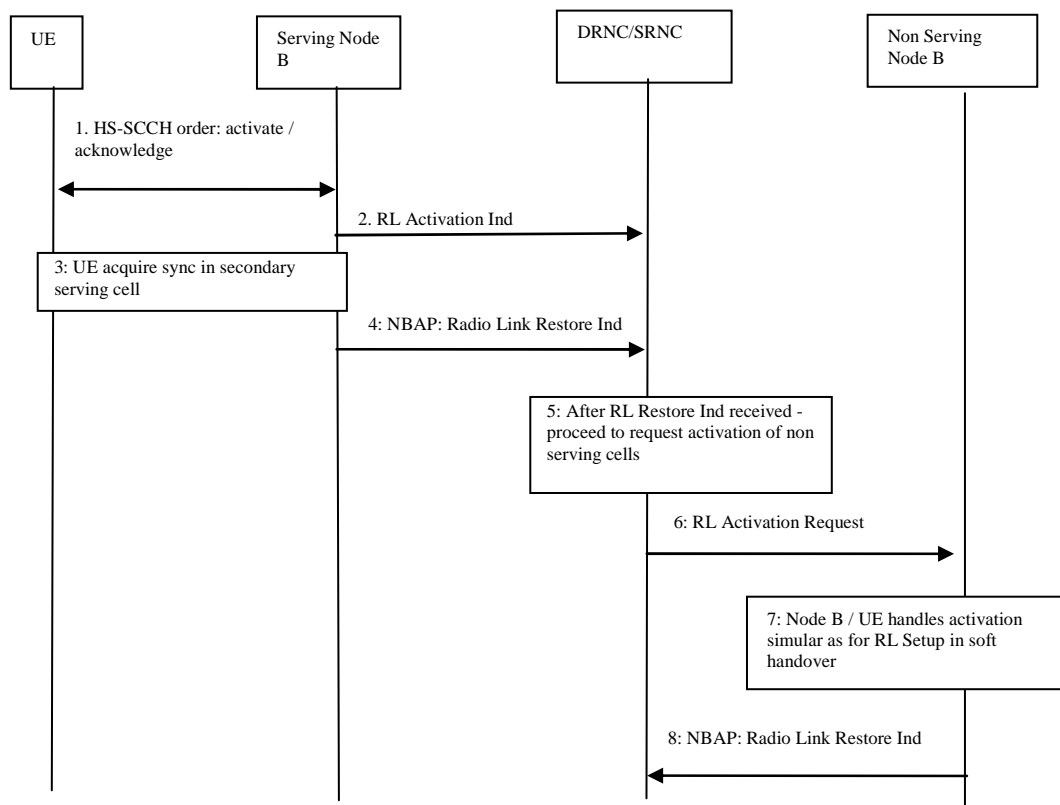 UE
Serving Node
B
DRNC/SRNC
Non Serving
Node B
1. HS-SCCH order: activate /
acknowledge
2. RL Activation Ind
3: UE acquire sync in secondary
serving cell
4: NBAP: Radio Link Restore Ind
5: After RL Restore Ind received -
proceed to request activation of non
serving cells
6: RL Activation Request
7: Node B / UE handles activation
simular as for RL Setup in soft
handover
8: NBAP: Radio Link Restore Ind